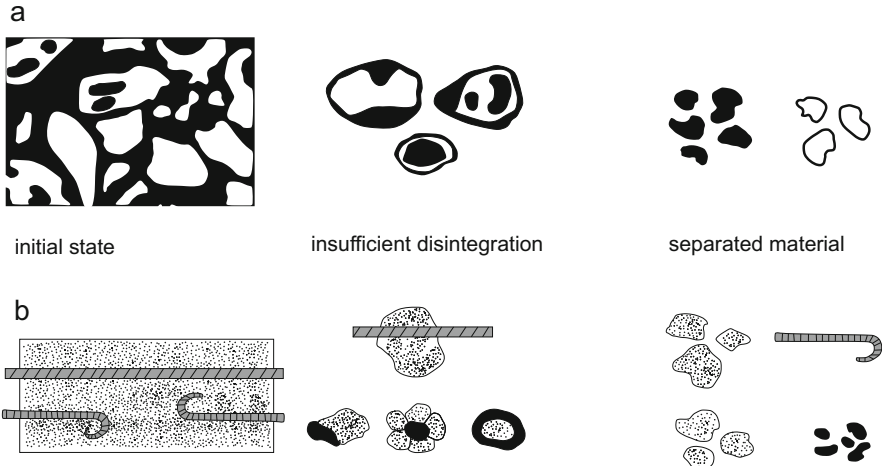 a
initial state
insufficient disintegration
separated material
b